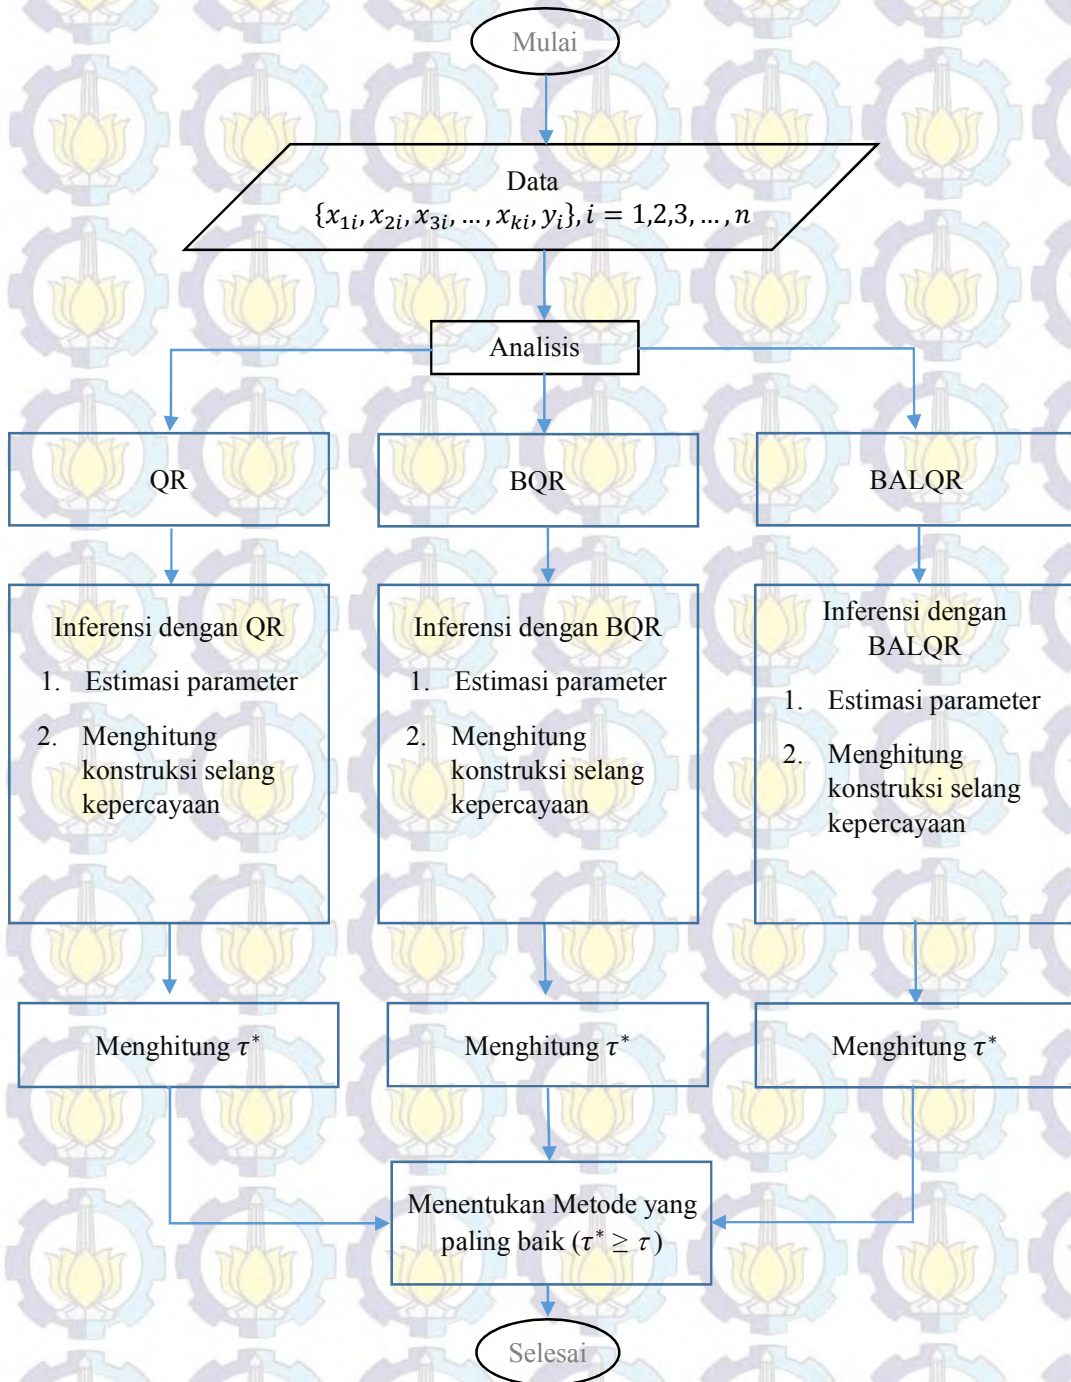 Mulai
Data
{x₁ᵢ, x₂ᵢ, x₃ᵢ, …, xₖᵢ, yᵢ}, i = 1,2,3, … , n
Analisis
QR
BQR
BALQR
Inferensi dengan QR
1. Estimasi parameter
2. Menghitung
konstruksi selang
kepercayaan
Inferensi dengan BQR
1. Estimasi parameter
2. Menghitung
konstruksi selang
kepercayaan
Inferensi dengan
BALQR
1. Estimasi parameter
2. Menghitung
konstruksi selang
kepercayaan
Menghitung τ*
Menghitung τ*
Menghitung τ*
Menentukan Metode yang
paling baik (τ* ≥ τ)
Selesai